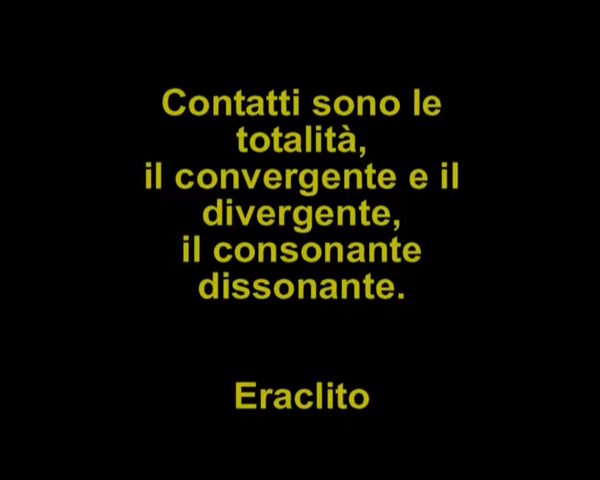 Contatti sono le
totalità,
il convergente e il
divergente,
il consonante
dissonante.
Eraclito